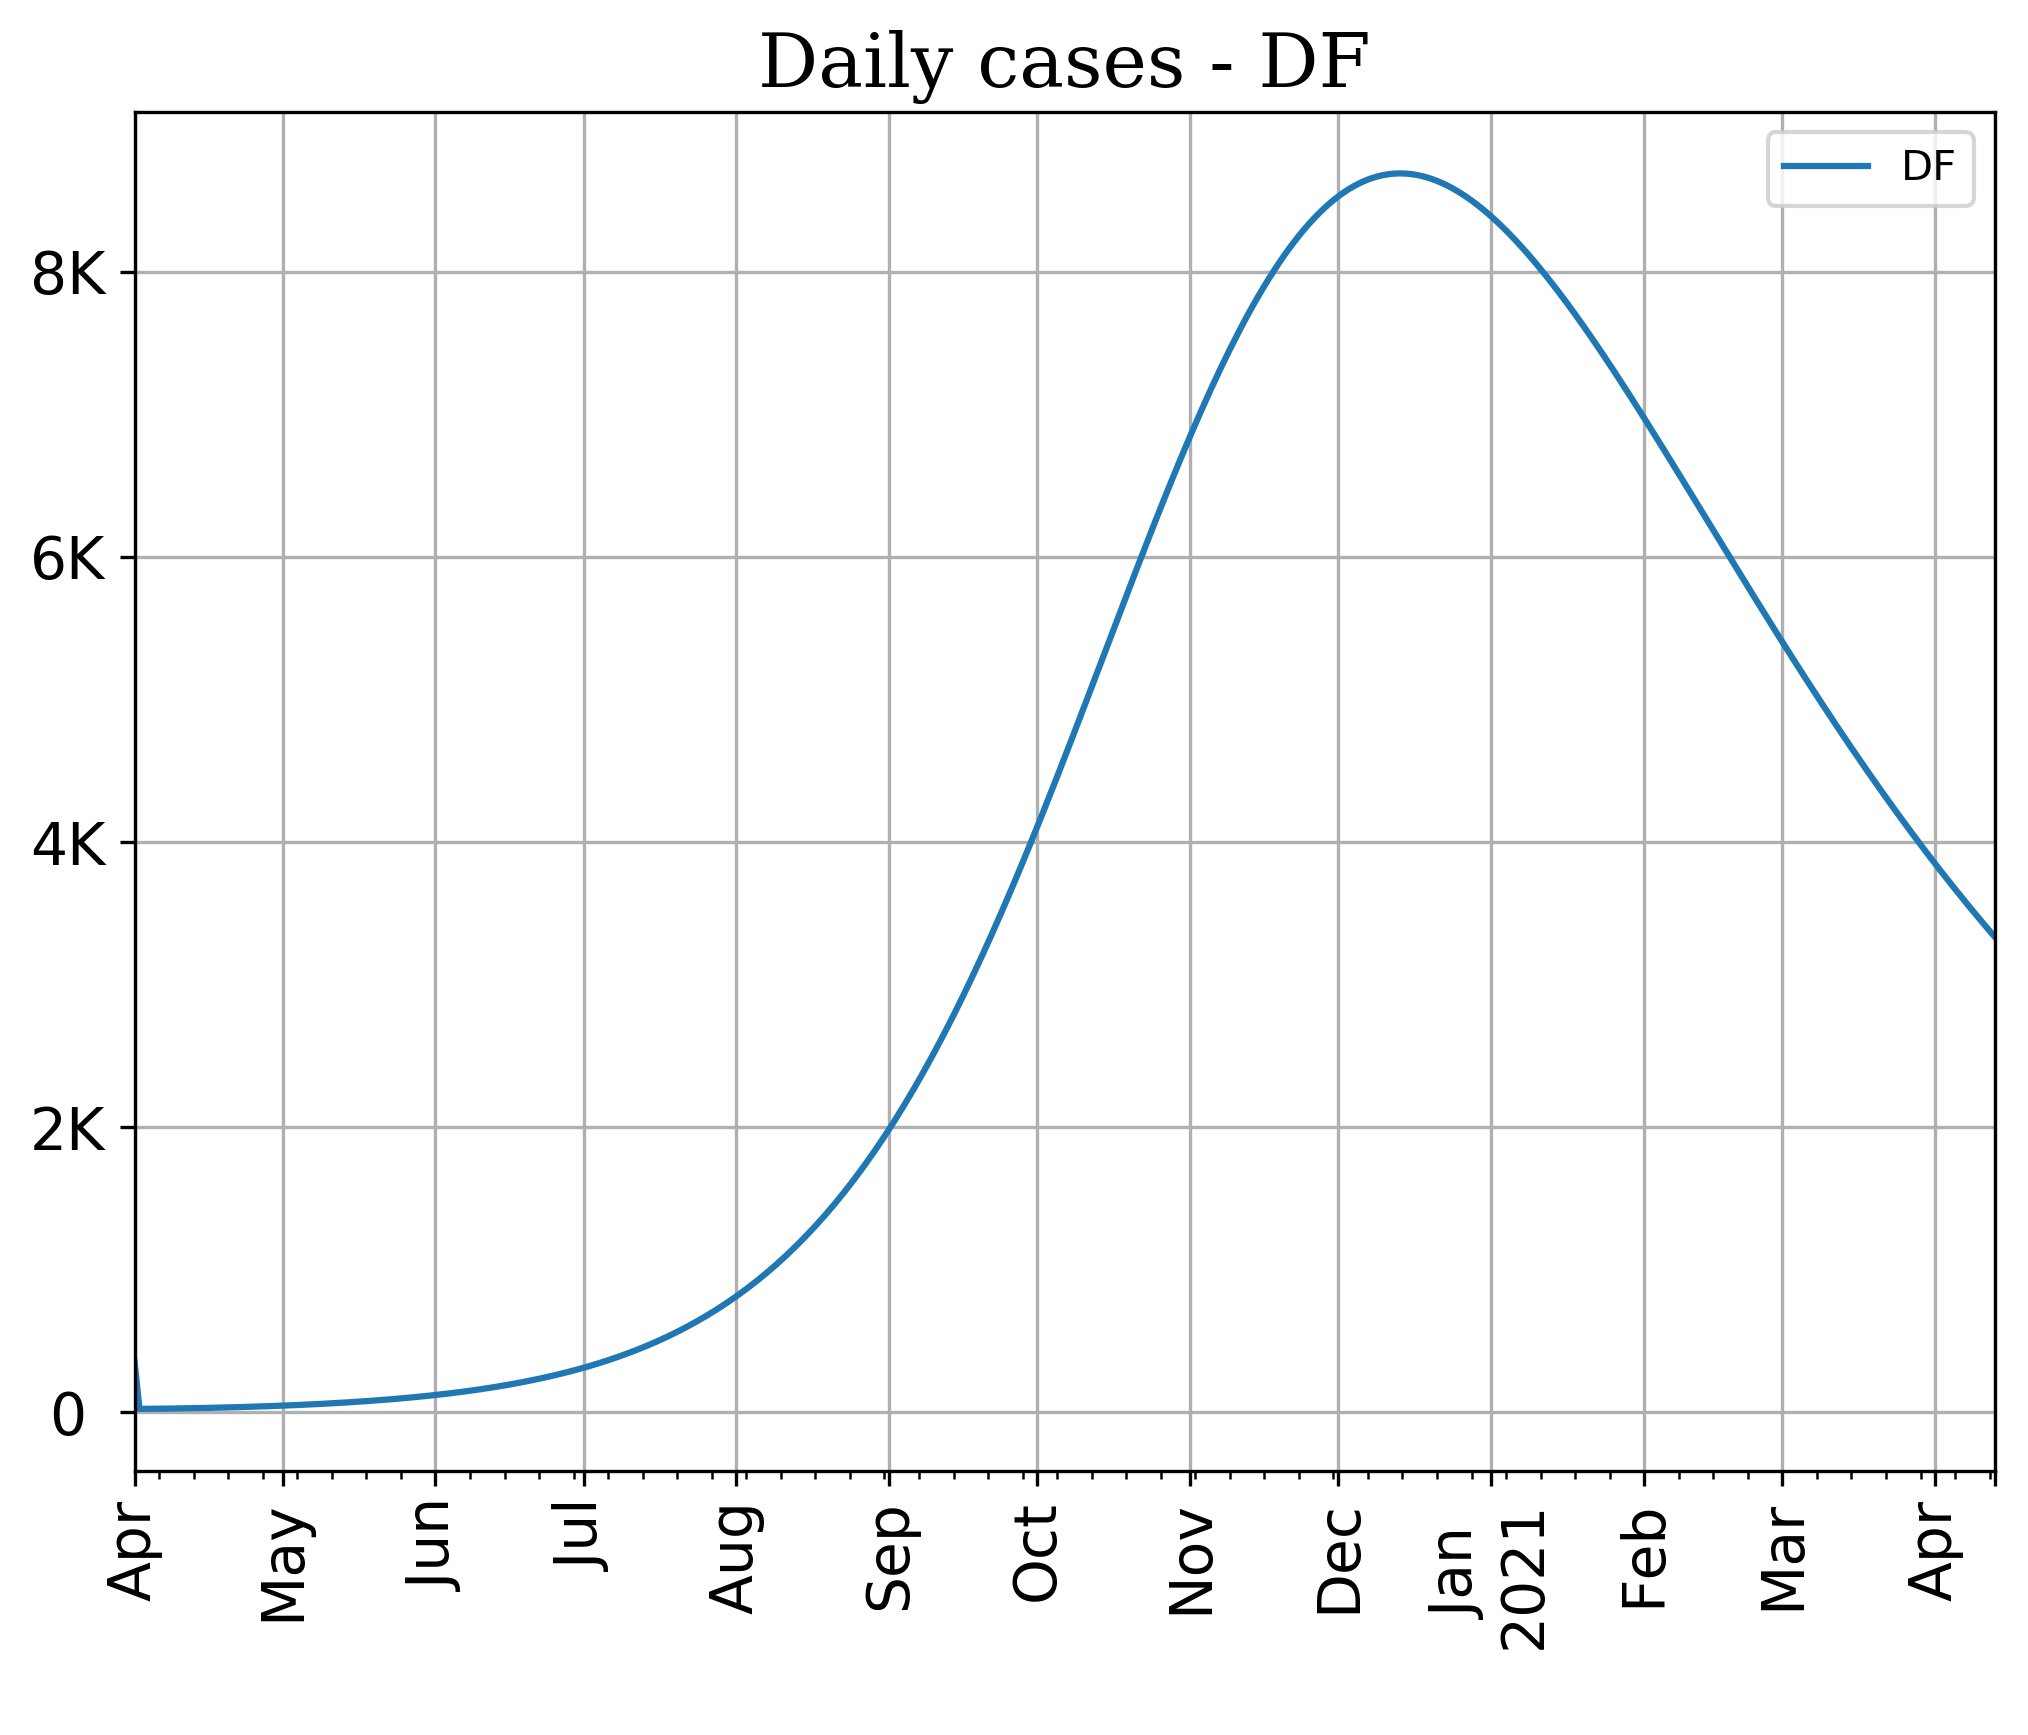 Daily cases - DF
DF
8K
6K
4K
2K
0
Apr
May
Jun
Jul
Aug
Sep
Oct
Nov
Dec
Jan
2021
Feb
Mar
Apr